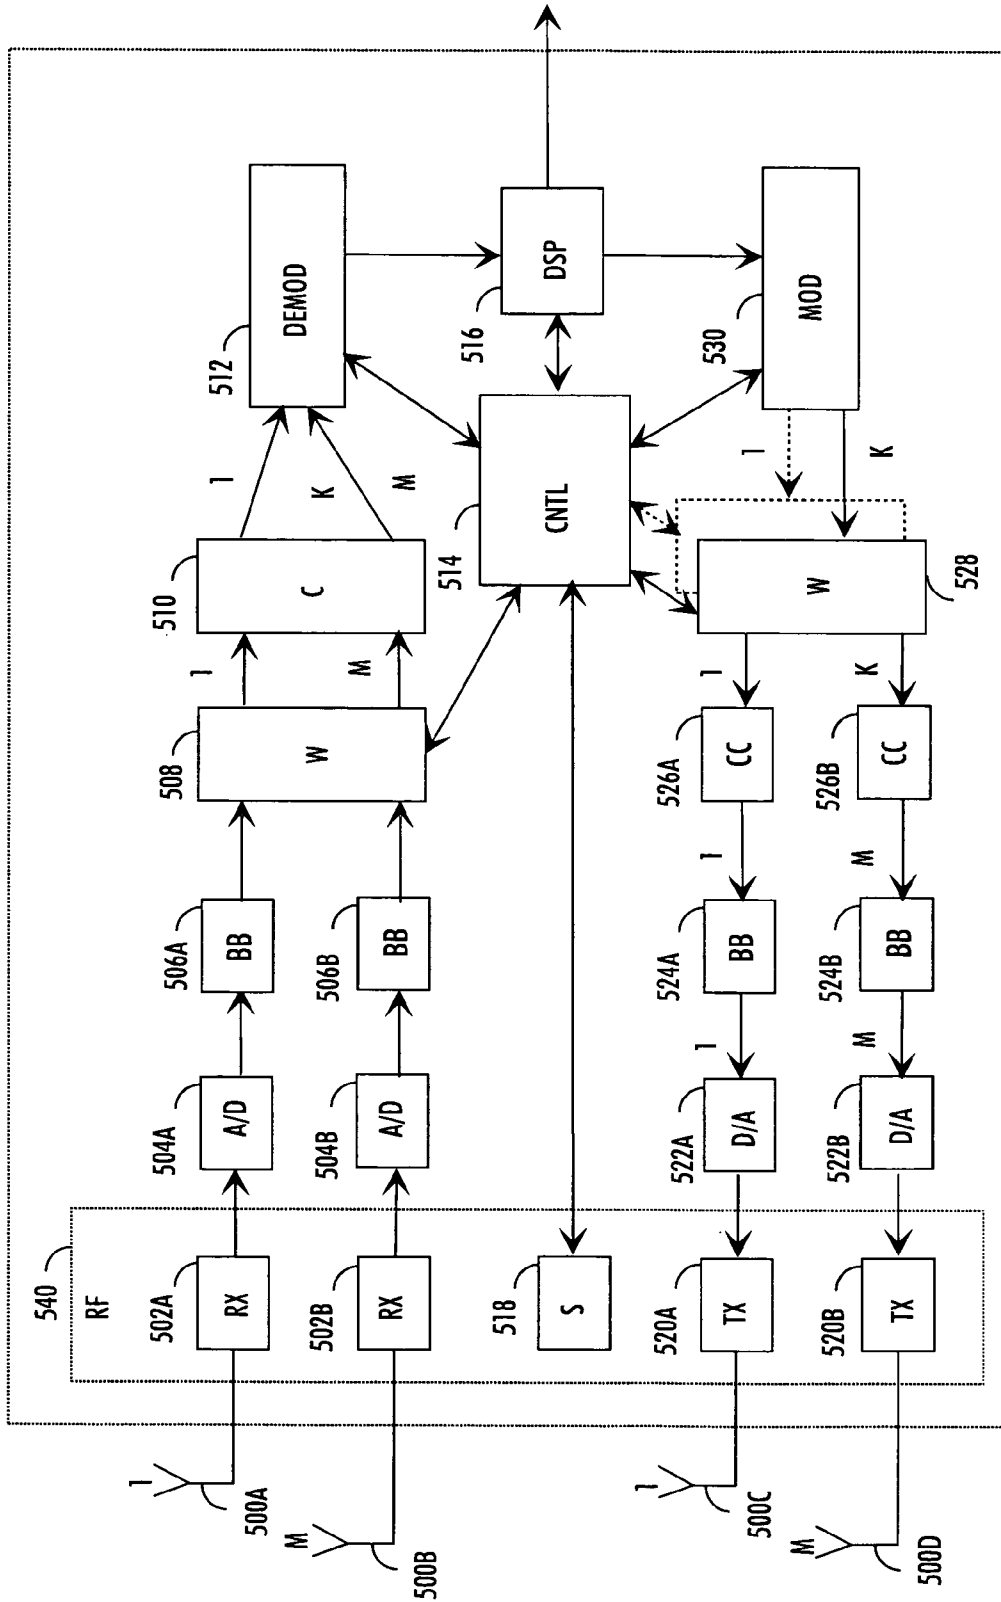 540
RF
1
502A 504A 506A 508 510 512
1 1
RX A/D BB
500A
M
DEMOD
W C
K
502B 504B 506B
M M
RX A/D BB
500B
514 516
518
CNTL DSP
S
1
520A 522A 524A 526A
1 1 1
530
1
TX D/A BB CC
500C
M
MOD
W
520B 522B 524B 526B
M M K K
TX D/A BB CC
500D
528